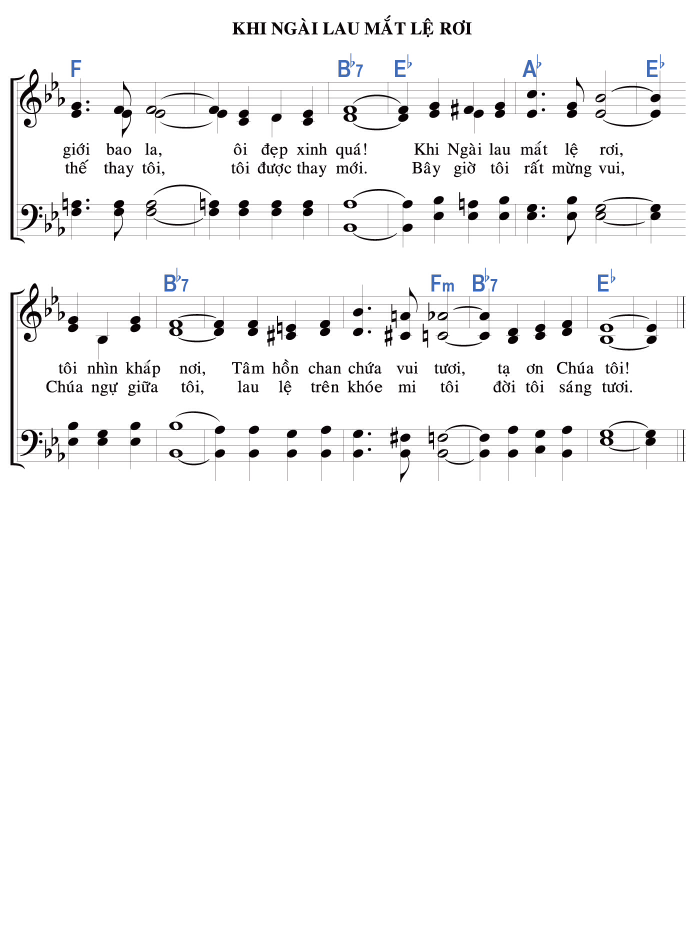 KHI NGÀI LAU MẮT LỆ RƠI
F B♭7 E♭ A♭ E♭
giới bao la, ôi đẹp xinh quá! Khi Ngài lau mát lệ rơi,
thế thay tôi, tôi được thay mới. Bây giờ tôi rất mừng vui,
B♭7 Fm B♭7 E♭
tôi nhìn khắp nơi, Tâm hồn chan chứa vui tươi, tạ ơn Chúa tôi!
Chúa ngự giữa tôi, lau lệ trên khóe mi tôi đời tôi sáng tươi.